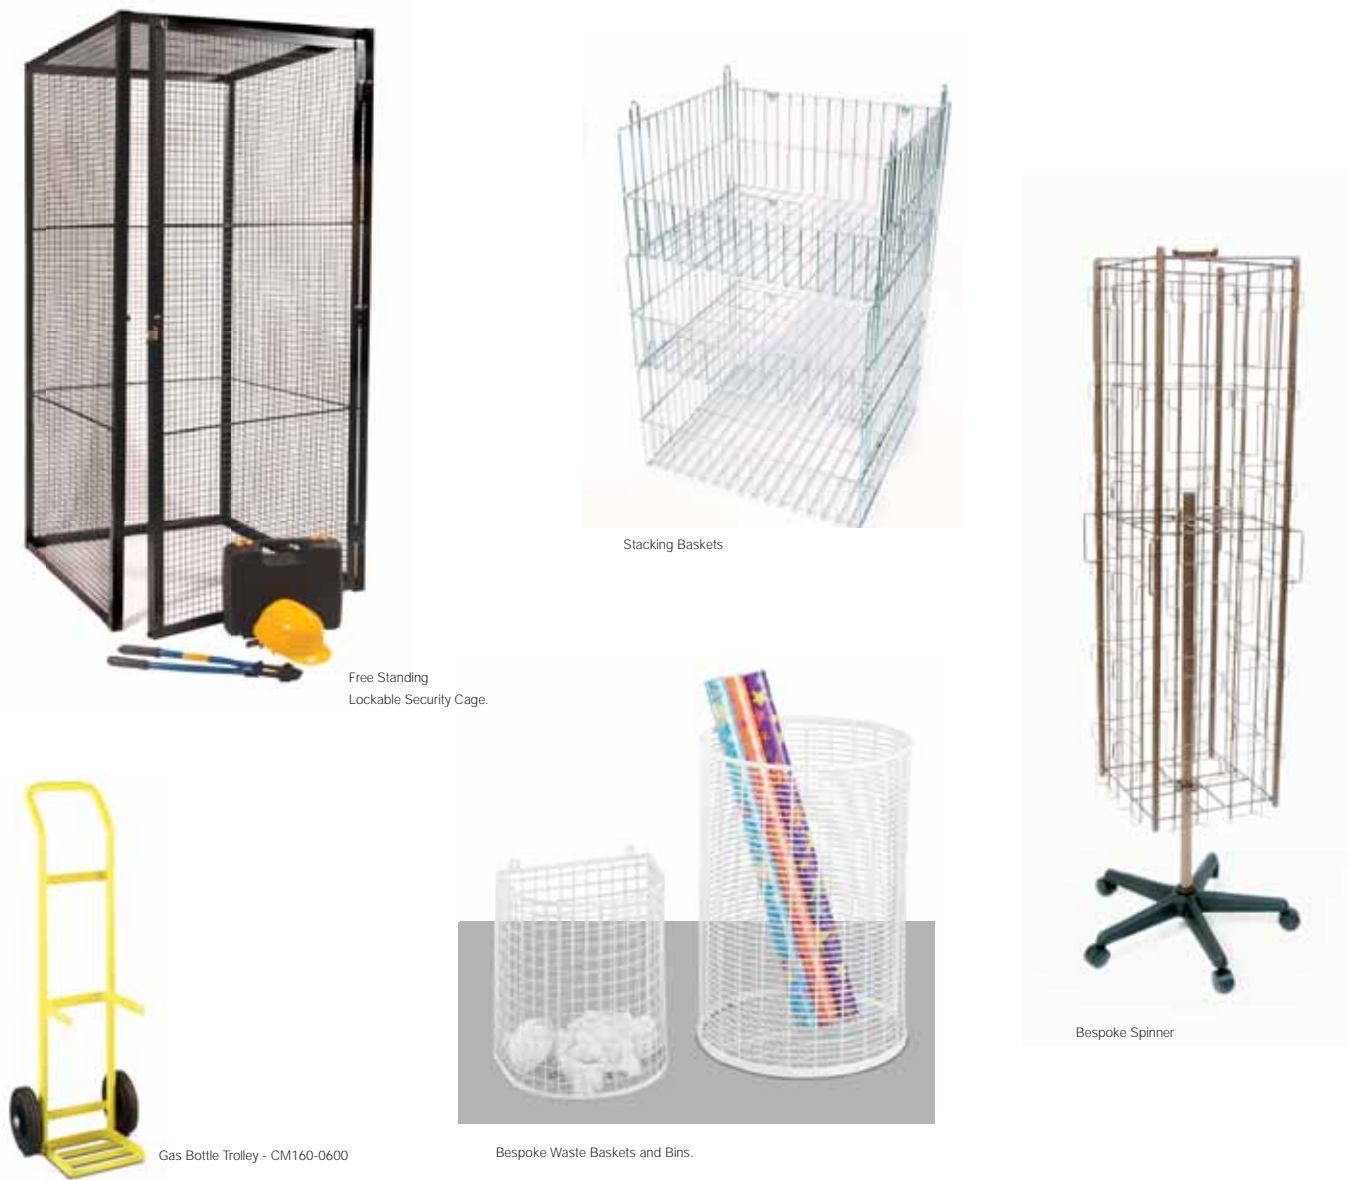 Stacking Baskets
Free Standing
Lockable Security Cage.
Bespoke Spinner
Gas Bottle Trolley - CM160-0600
Bespoke Waste Baskets and Bins.